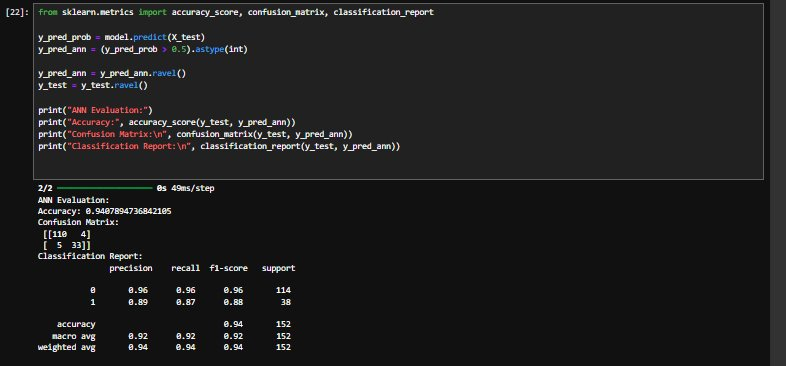 [22]: from sklearn.metrics import accuracy_score, confusion_matrix, classification_report

y_pred_prob = model.predict(X_test)
y_pred_ann = (y_pred_prob > 0.5).astype(int)

y_pred_ann = y_pred_ann.ravel()
y_test = y_test.ravel()

print("ANN Evaluation:")
print("Accuracy:", accuracy_score(y_test, y_pred_ann))
print("Confusion Matrix:\n", confusion_matrix(y_test, y_pred_ann))
print("Classification Report:\n", classification_report(y_test, y_pred_ann))

2/2 ━━━━━━━━━━━━━━━━━━━━ 0s 49ms/step
ANN Evaluation:
Accuracy: 0.9407894736842105
Confusion Matrix:
 [[110   4]
 [  5  33]]
Classification Report:
               precision    recall  f1-score   support

           0       0.96      0.96      0.96       114
           1       0.89      0.87      0.88        38

    accuracy                           0.94       152
   macro avg       0.92      0.92      0.92       152
weighted avg       0.94      0.94      0.94       152